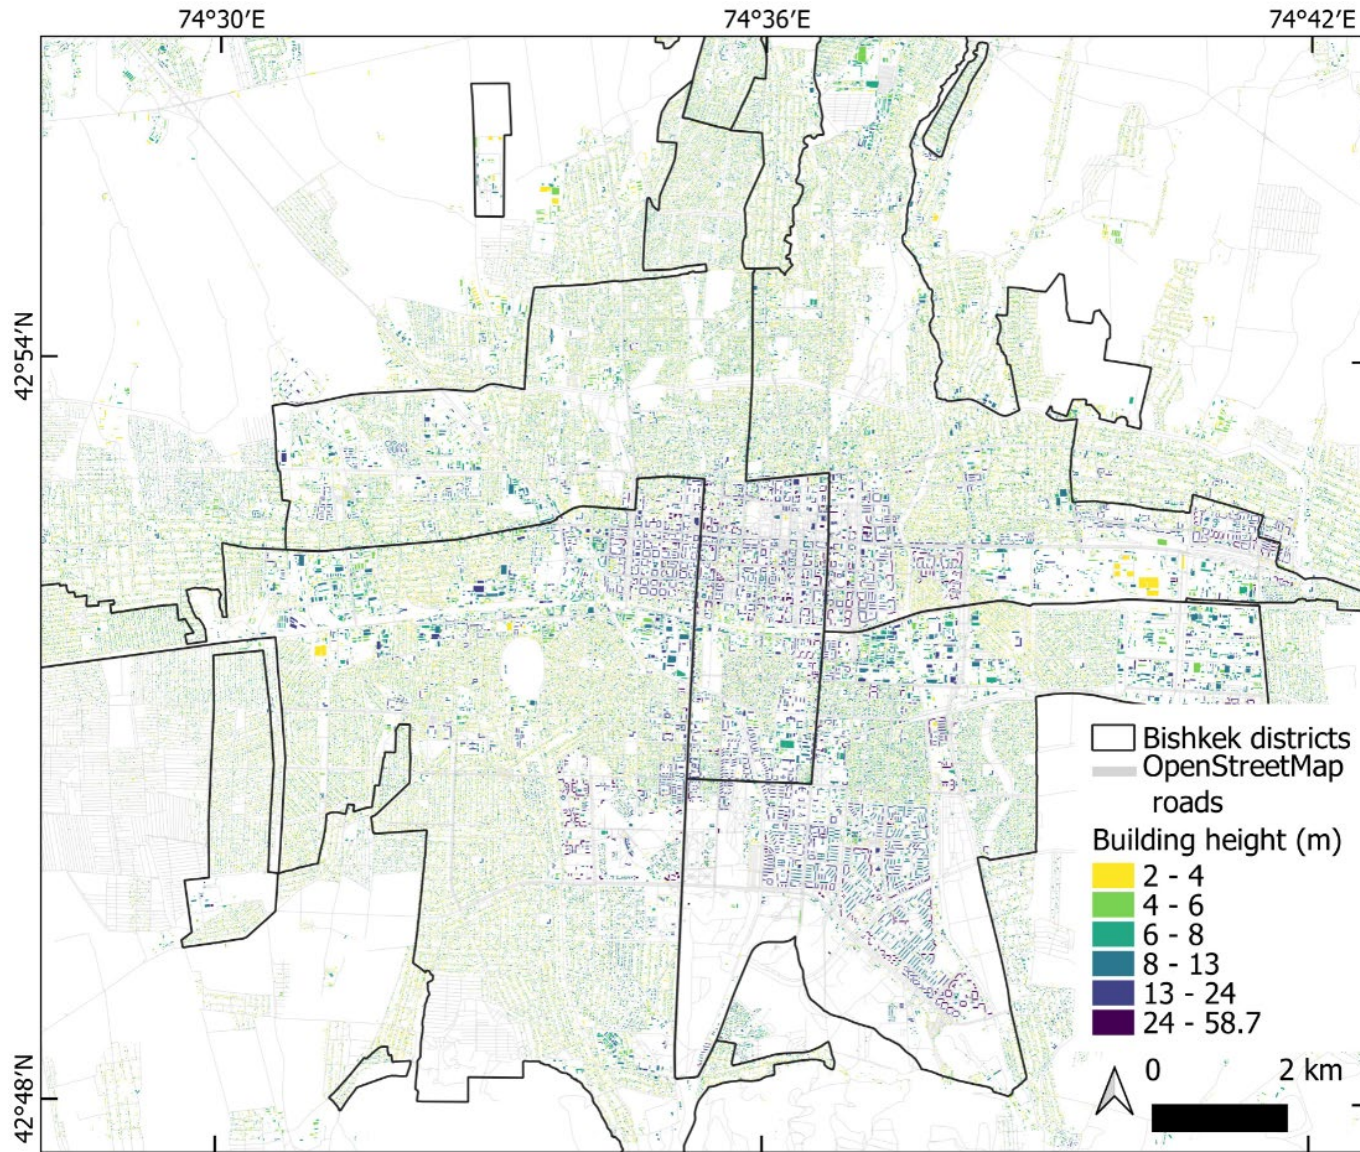 74°30′E 74°36′E 74°42′E
42°54′N
42°48′N
Bishkek districts
OpenStreetMap
roads
Building height (m)
2 - 4
4 - 6
6 - 8
8 - 13
13 - 24
24 - 58.7
0 2 km